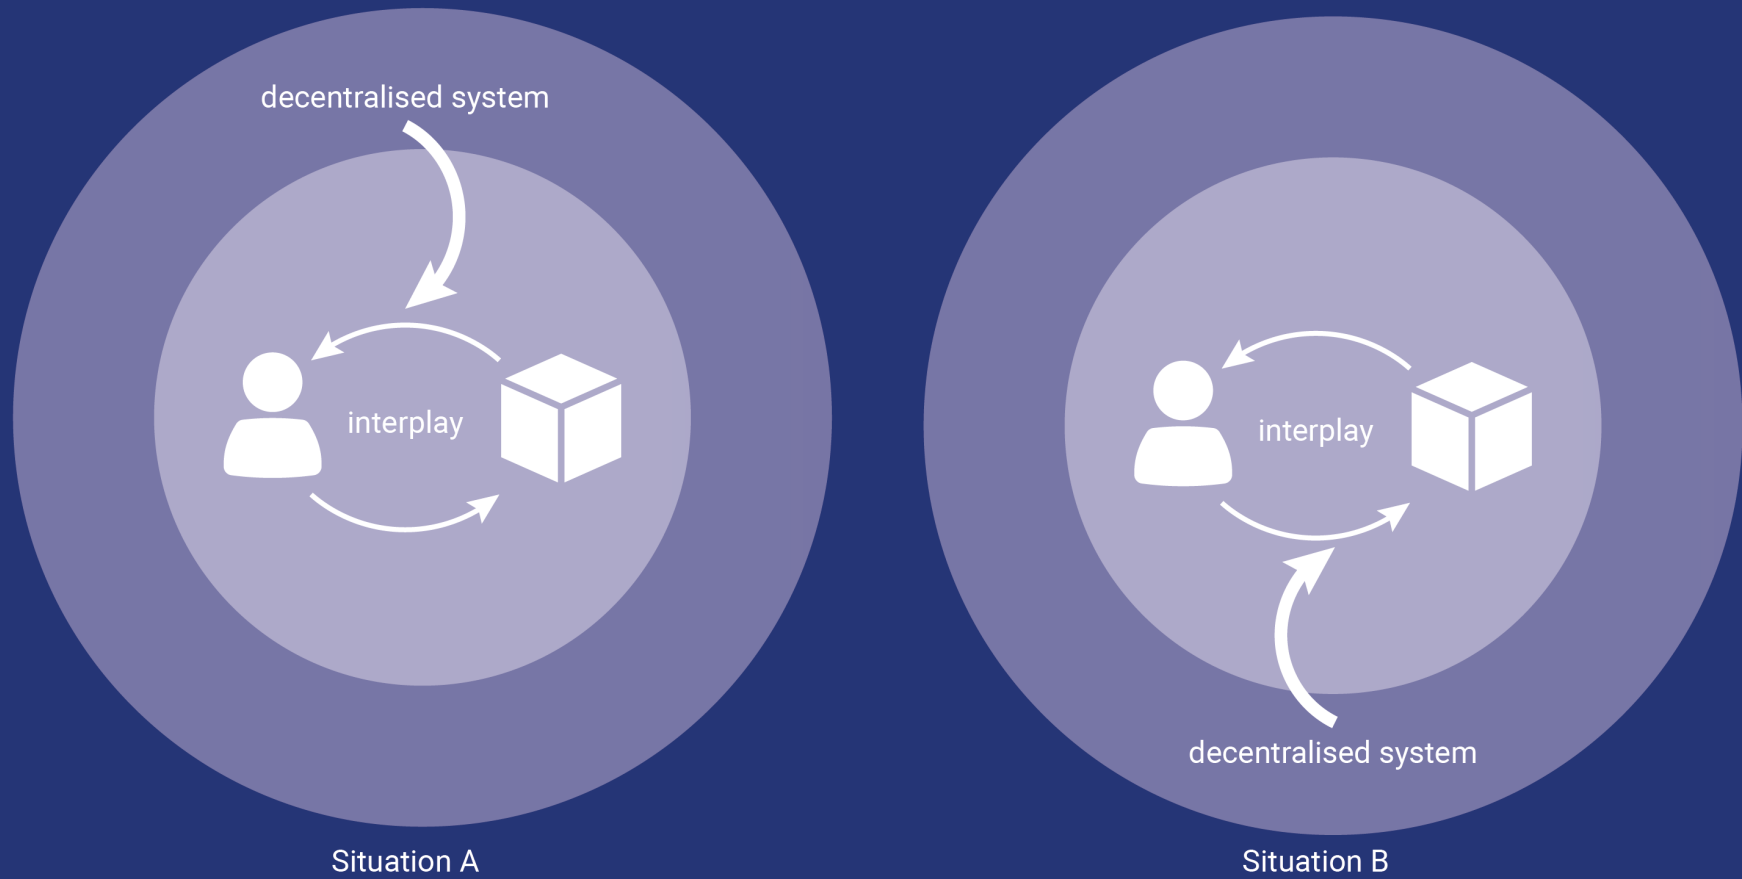 decentralised system
interplay
Situation A
interplay
decentralised system
Situation B